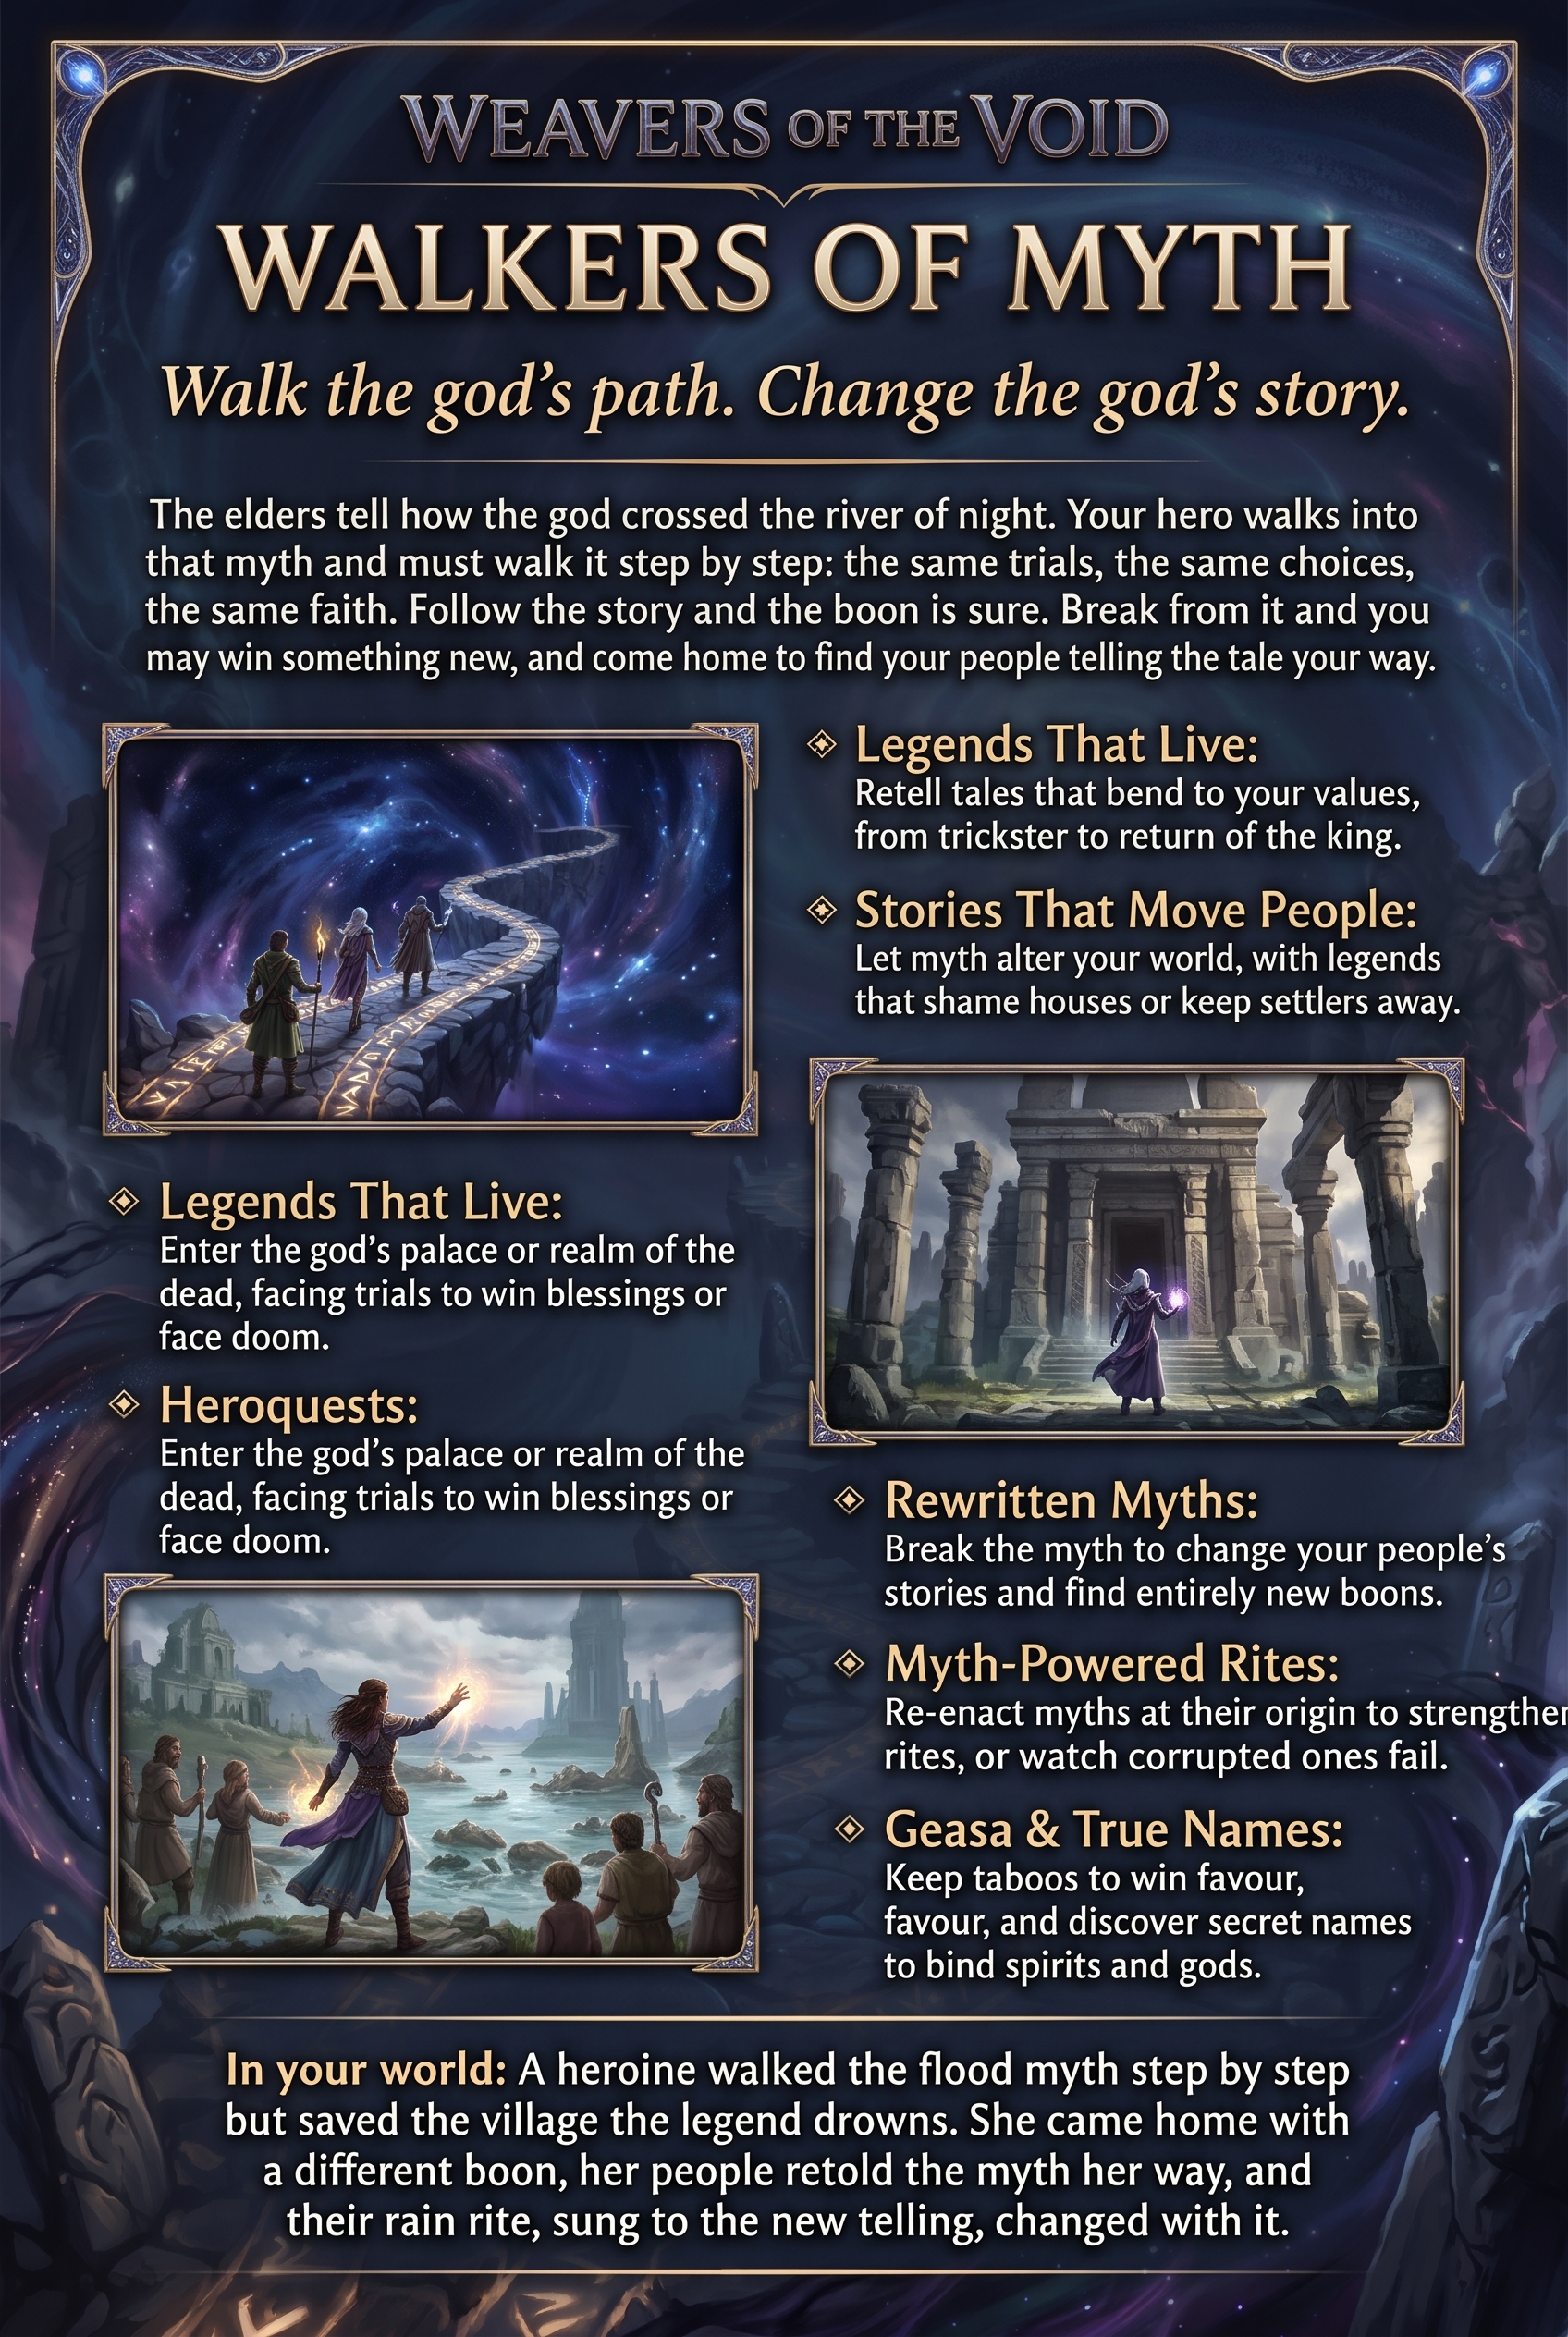 WEAVERS OF THE VOID
WALKERS OF MYTH
Walk the god's path. Change the god's story.
The elders tell how the god crossed the river of night. Your hero walks into
that myth and must walk it step by step: the same trials, the same choices,
the same faith. Follow the story and the boon is sure. Break from it and you
may win something new, and come home to find your people telling the tale your way.
Legends That Live:
Retell tales that bend to your values,
from trickster to return of the king.
Stories That Move People:
Let myth alter your world, with legends
that shame houses or keep settlers away.
Legends That Live:
Enter the god's palace or realm of the
dead, facing trials to win blessings or
face doom.
Heroquests:
Enter the god's palace or realm of the
dead, facing trials to win blessings or
face doom.
Rewritten Myths:
Break the myth to change your people's
stories and find entirely new boons.
Myth-Powered Rites:
Re-enact myths at their origin to strengthen
rites, or watch corrupted ones fail.
Geasa & True Names:
Keep taboos to win favour,
favour, and discover secret names
to bind spirits and gods.
In your world: A heroine walked the flood myth step by step
but saved the village the legend drowns. She came home with
a different boon, her people retold the myth her way, and
their rain rite, sung to the new telling, changed with it.